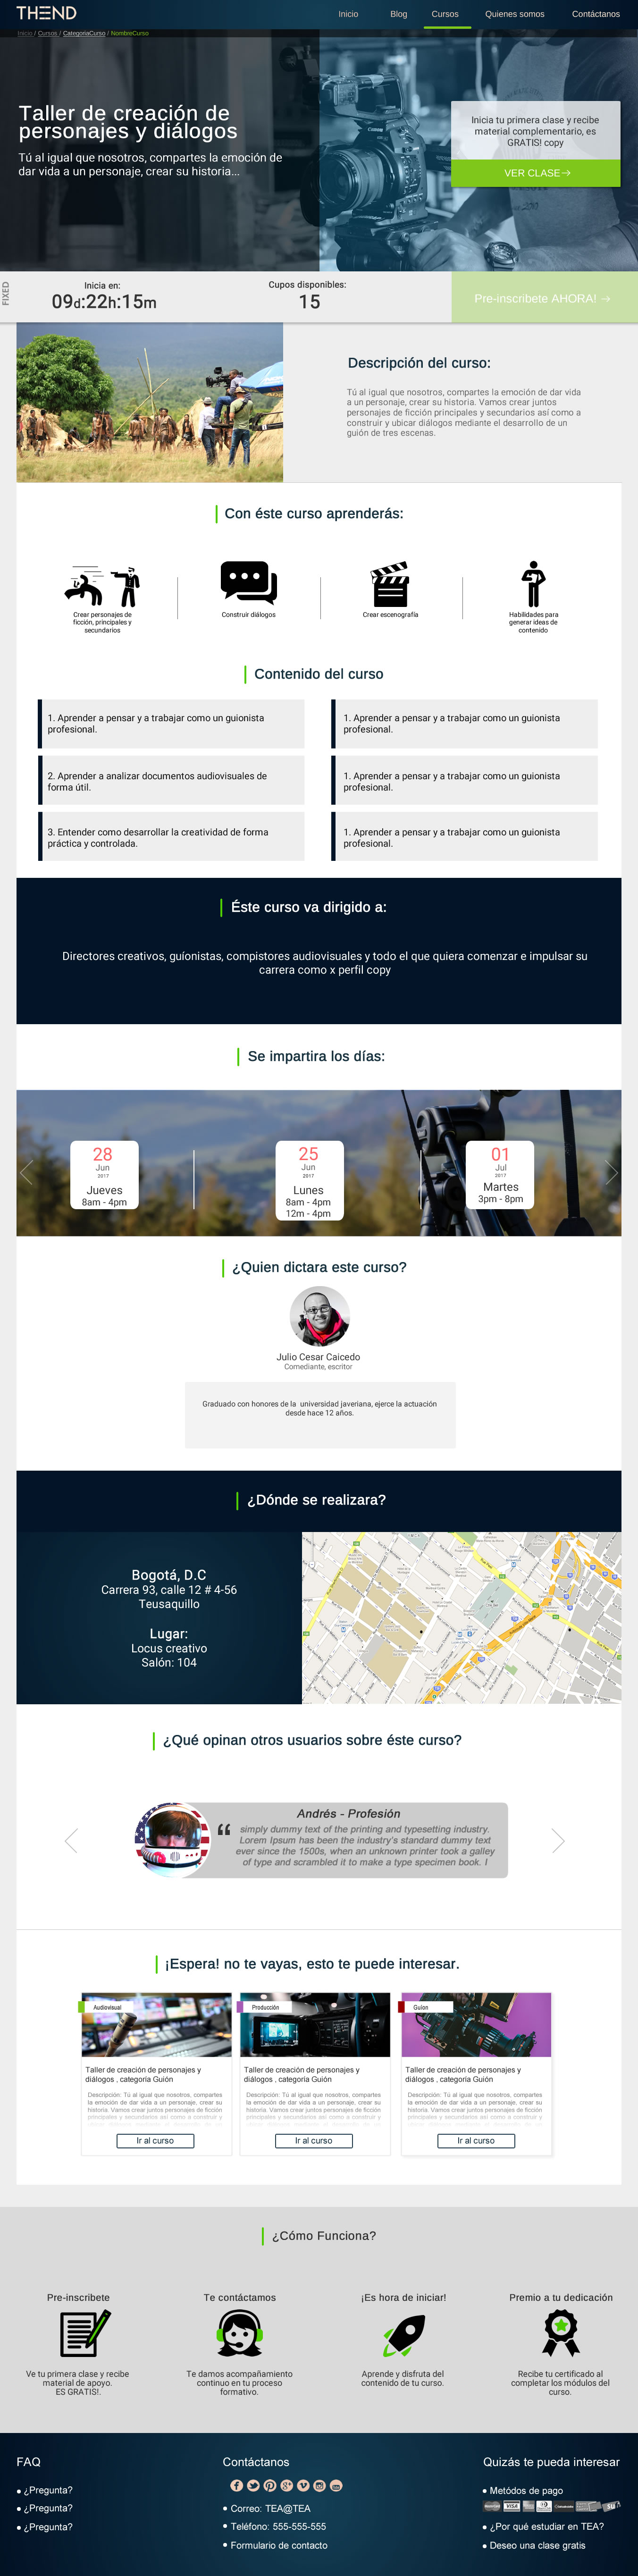 THEND
Inicio
Blog
Cursos
Quienes somos
Contáctanos
Inicio / Cursos / CategoriaCurso / NombreCurso
Taller de creación de
personajes y diálogos
Tú al igual que nosotros, compartes la emoción de
dar vida a un personaje, crear su historia...
Inicia tu primera clase y recibe
material complementario, es
GRATIS! copy
VER CLASE→
FIXED
Inicia en:
09d:22h:15m
Cupos disponibles:
15
Pre-inscribete AHORA! →
Descripción del curso:
Tú al igual que nosotros, compartes la emoción de dar vida
a un personaje, crear su historia. Vamos crear juntos
personajes de ficción principales y secundarios así como a
construir y ubicar diálogos mediante el desarrollo de un
guión de tres escenas.
Con éste curso aprenderás:
Crear personajes de
ficción, principales y
secundarios
Construir diálogos
Crear escenografía
Habilidades para
generar ideas de
contenido
Contenido del curso
1. Aprender a pensar y a trabajar como un guionista
profesional.
1. Aprender a pensar y a trabajar como un guionista
profesional.
2. Aprender a analizar documentos audiovisuales de
forma útil.
1. Aprender a pensar y a trabajar como un guionista
profesional.
3. Entender como desarrollar la creatividad de forma
práctica y controlada.
1. Aprender a pensar y a trabajar como un guionista
profesional.
Éste curso va dirigido a:
Directores creativos, guíonistas, compistores audiovisuales y todo el que quiera comenzar e impulsar su
carrera como x perfil copy
Se impartira los días:
28
Jun
2017
Jueves
8am - 4pm
25
Jun
2017
Lunes
8am - 4pm
12m - 4pm
01
Jul
2017
Martes
3pm - 8pm
¿Quien dictara este curso?
Julio Cesar Caicedo
Comediante, escritor
Graduado con honores de la universidad javeriana, ejerce la actuación
desde hace 12 años.
¿Dónde se realizara?
Bogotá, D.C
Carrera 93, calle 12 # 4-56
Teusaquillo
Lugar:
Locus creativo
Salón: 104
¿Qué opinan otros usuarios sobre éste curso?
Andrés - Profesión
“ simply dummy text of the printing and typesetting industry.
Lorem Ipsum has been the industry's standard dummy text
ever since the 1500s, when an unknown printer took a galley
of type and scrambled it to make a type specimen book. I
¡Espera! no te vayas, esto te puede interesar.
Audiovisual
Taller de creación de personajes y
diálogos , categoría Guión
Descripción: Tú al igual que nosotros, compartes
la emoción de dar vida a un personaje, crear su
historia. Vamos crear juntos personajes de ficción
principales y secunderios así como a construir y
Ir al curso
Producción
Taller de creación de personajes y
diálogos , categoría Guión
Descripción: Tú al igual que nosotros, compartes
la emoción de dar vida a un personaje, crear su
historia. Vamos crear juntos personajes de ficción
principales y secunderios así como a construir y
Ir al curso
Guion
Taller de creación de personajes y
diálogos , categoría Guión
Descripción: Tú al igual que nosotros, compartes
la emoción de dar vida a un personaje, crear su
historia. Vamos crear juntos personajes de ficción
principales y secunderios así como a construir y
Ir al curso
¿Cómo Funciona?
Pre-inscribete
Ve tu primera clase y recibe
material de apoyo.
ES GRATIS!.
Te contáctamos
Te damos acompañamiento
continuo en tu proceso
formativo.
¡Es hora de iniciar!
Aprende y disfruta del
contenido de tu curso.
Premio a tu dedicación
Recibe tu certificado al
completar los módulos del
curso.
FAQ
• ¿Pregunta?
• ¿Pregunta?
• ¿Pregunta?
Contáctanos
• Correo: TEA@TEA
• Teléfono: 555-555-555
• Formulario de contacto
Quizás te pueda interesar
• Metódos de pago
VISA
• ¿Por qué estudiar en TEA?
• Deseo una clase gratis